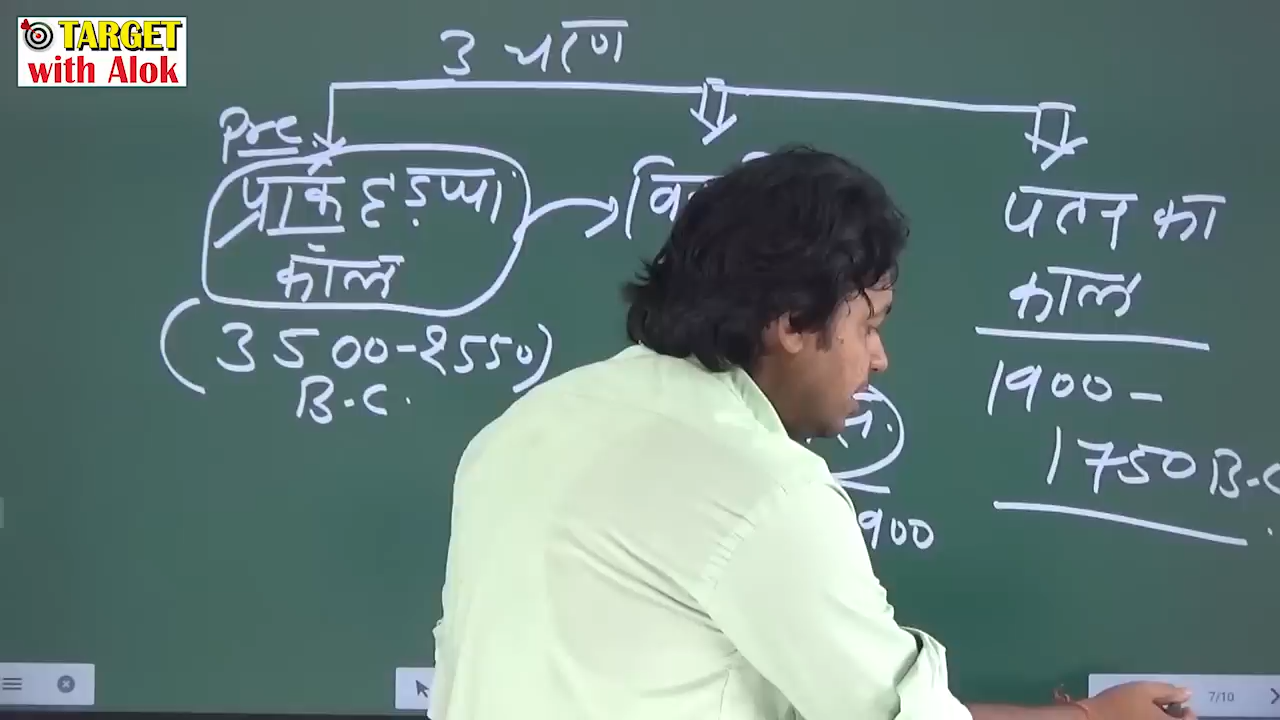 TARGET
with Alok
3 चरण
Pre
प्राक हड़प्पा
काल
(3500-2550)
B.C.
पतन का
काल
1900-
1750 B.C.
900
7/10